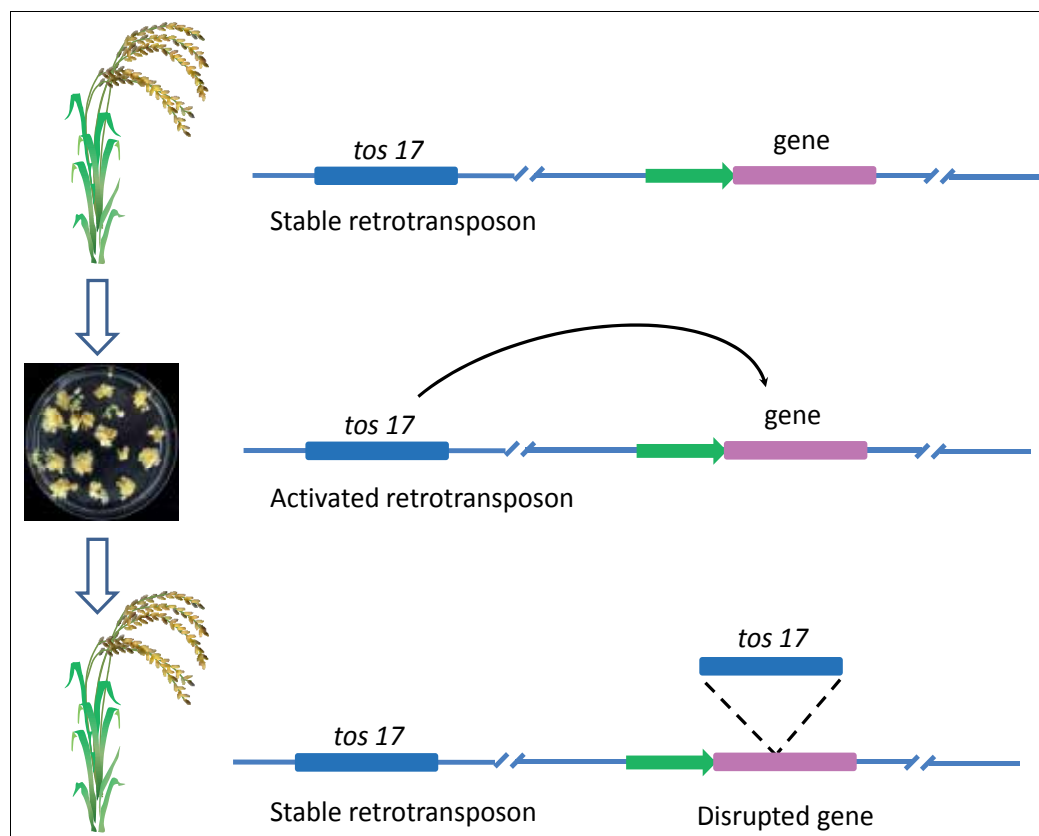 tos 17
gene
Stable retrotransposon
tos 17
gene
Activated retrotransposon
tos 17
tos 17
Stable retrotransposon
Disrupted gene